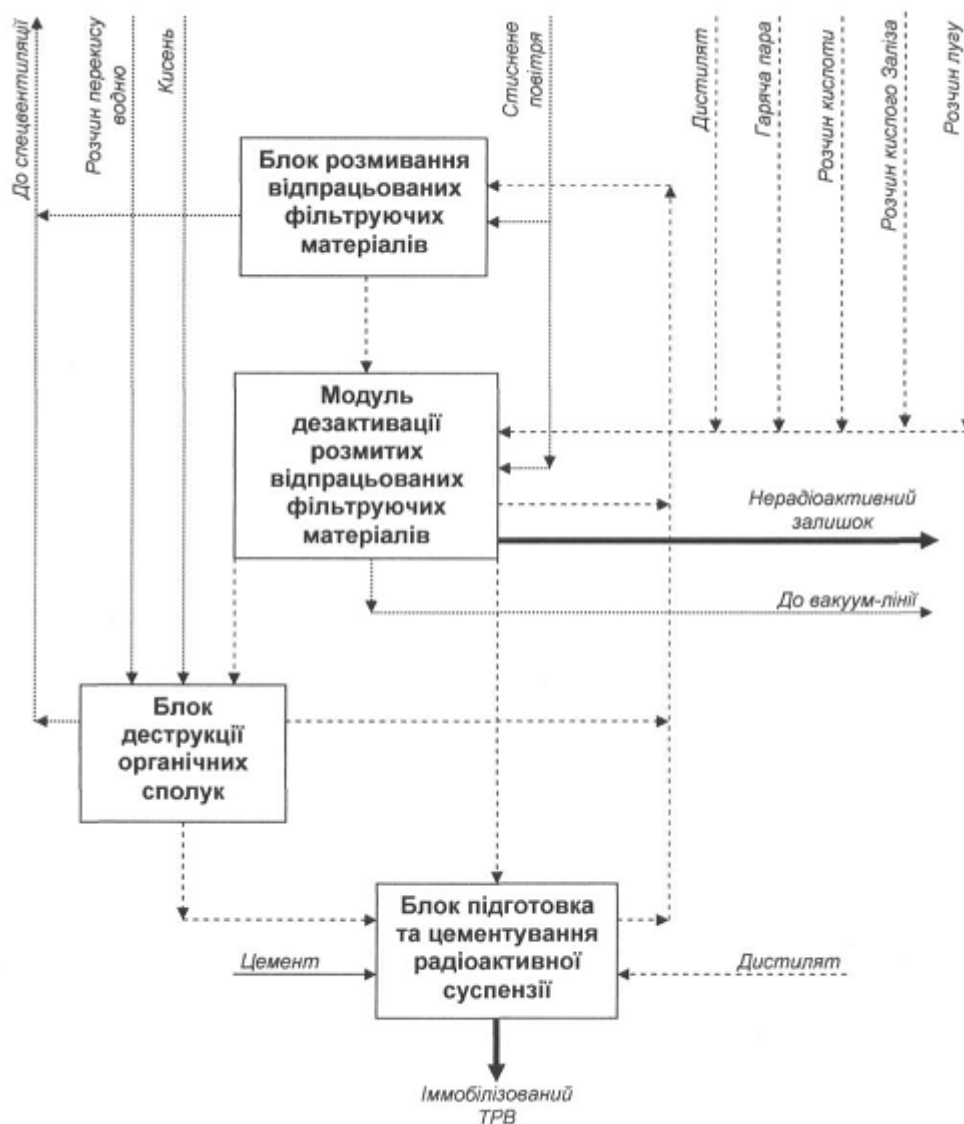 До спецвентиляції
Розчин перекису
водню
Кисень
Стиснене
повітря
Дистилят
Гаряча пара
Розчин кислоти
Розчин кислого Заліза
Розчин лугу
Блок розмивання
відпрацьованих
фільтруючих
матеріалів
Модуль
дезактивації
розмитих
відпрацьованих
фільтруючих
матеріалів
Нерадіоактивний
залишок
До вакуум-лінії
Блок
деструкції
органічних
сполук
Блок підготовка
та цементування
радіоактивної
суспензії
Цемент
Дистилят
Іммобілізований
ТРВ